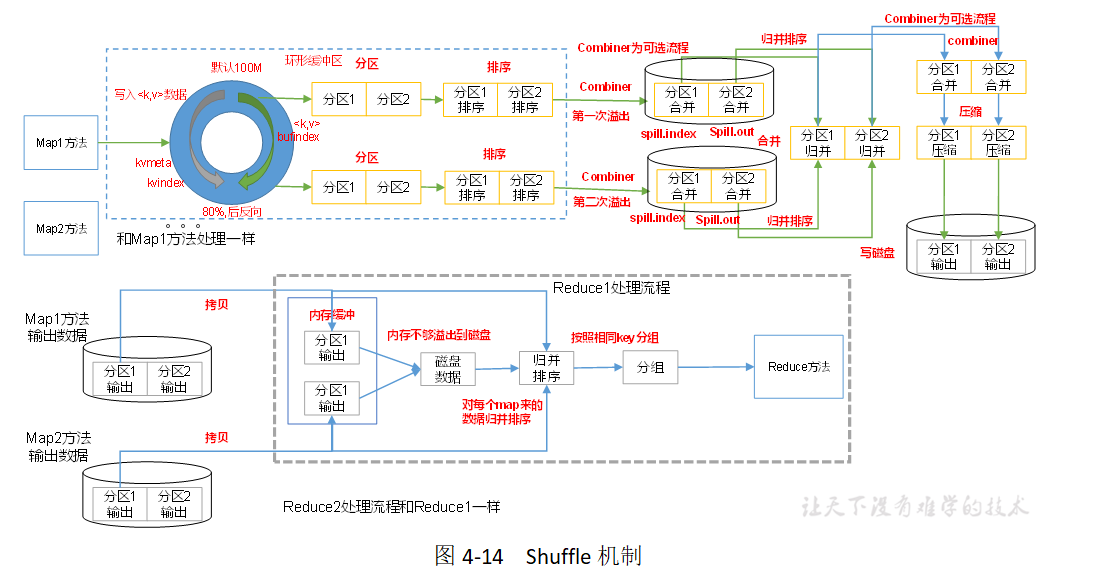 Combiner为可选流程
combiner
默认100M
环形缓冲区
分区
排序
Combiner为可选流程
归并排序
写入<k,v>数据
分区1
分区2
分区1
排序
分区2
排序
Combiner
第一次溢出
分区1
合并
分区2
合并
spill.index
Spill.out
分区1
合并
分区2
合并
压缩
Map1方法
<k,v>
bufindex
kvmeta
kvindex
80%,后反向
合并
分区1
归并
分区2
归并
分区1
压缩
分区2
压缩
分区
排序
分区1
分区2
分区1
排序
分区2
排序
Combiner
第二次溢出
分区1
合并
分区2
合并
spill.index
Spill.out
归并排序
Map2方法
。。。
和Map1方法处理一样
写磁盘
分区1
输出
分区2
输出
Reduce1处理流程
Map1方法
输出数据
拷贝
分区1
输出
分区2
输出
内存缓冲
分区1
输出
分区1
输出
内存不够溢出到磁盘
磁盘
数据
归并
排序
对每个map来的
数据归并排序
按照相同key分组
分组
Reduce方法
Map2方法
输出数据
拷贝
分区1
输出
分区2
输出
Reduce2处理流程和Reduce1一样
让天下没有难学的技术
图 4-14 Shuffle 机制